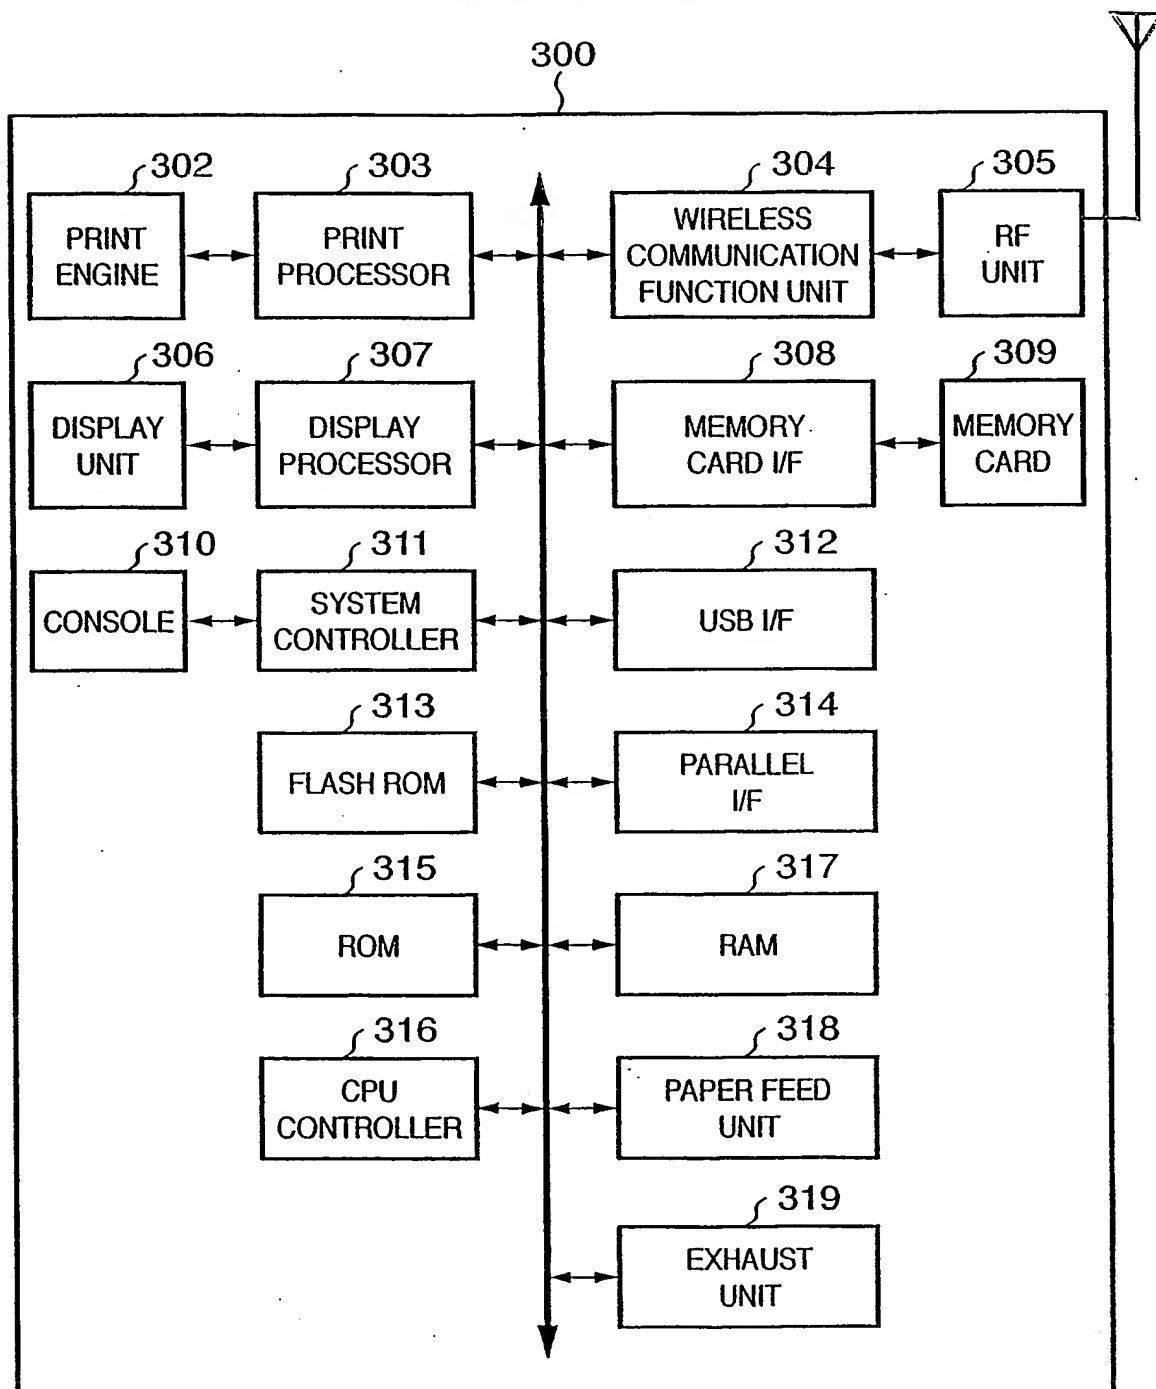 300
302
303
304
305
PRINT
ENGINE
PRINT
PROCESSOR
WIRELESS
COMMUNICATION
FUNCTION UNIT
RF
UNIT
306
307
308
309
DISPLAY
UNIT
DISPLAY
PROCESSOR
MEMORY
CARD I/F
MEMORY
CARD
310
311
312
CONSOLE
SYSTEM
CONTROLLER
USB I/F
313
314
FLASH ROM
PARALLEL
I/F
315
317
ROM
RAM
316
318
CPU
CONTROLLER
PAPER FEED
UNIT
319
EXHAUST
UNIT